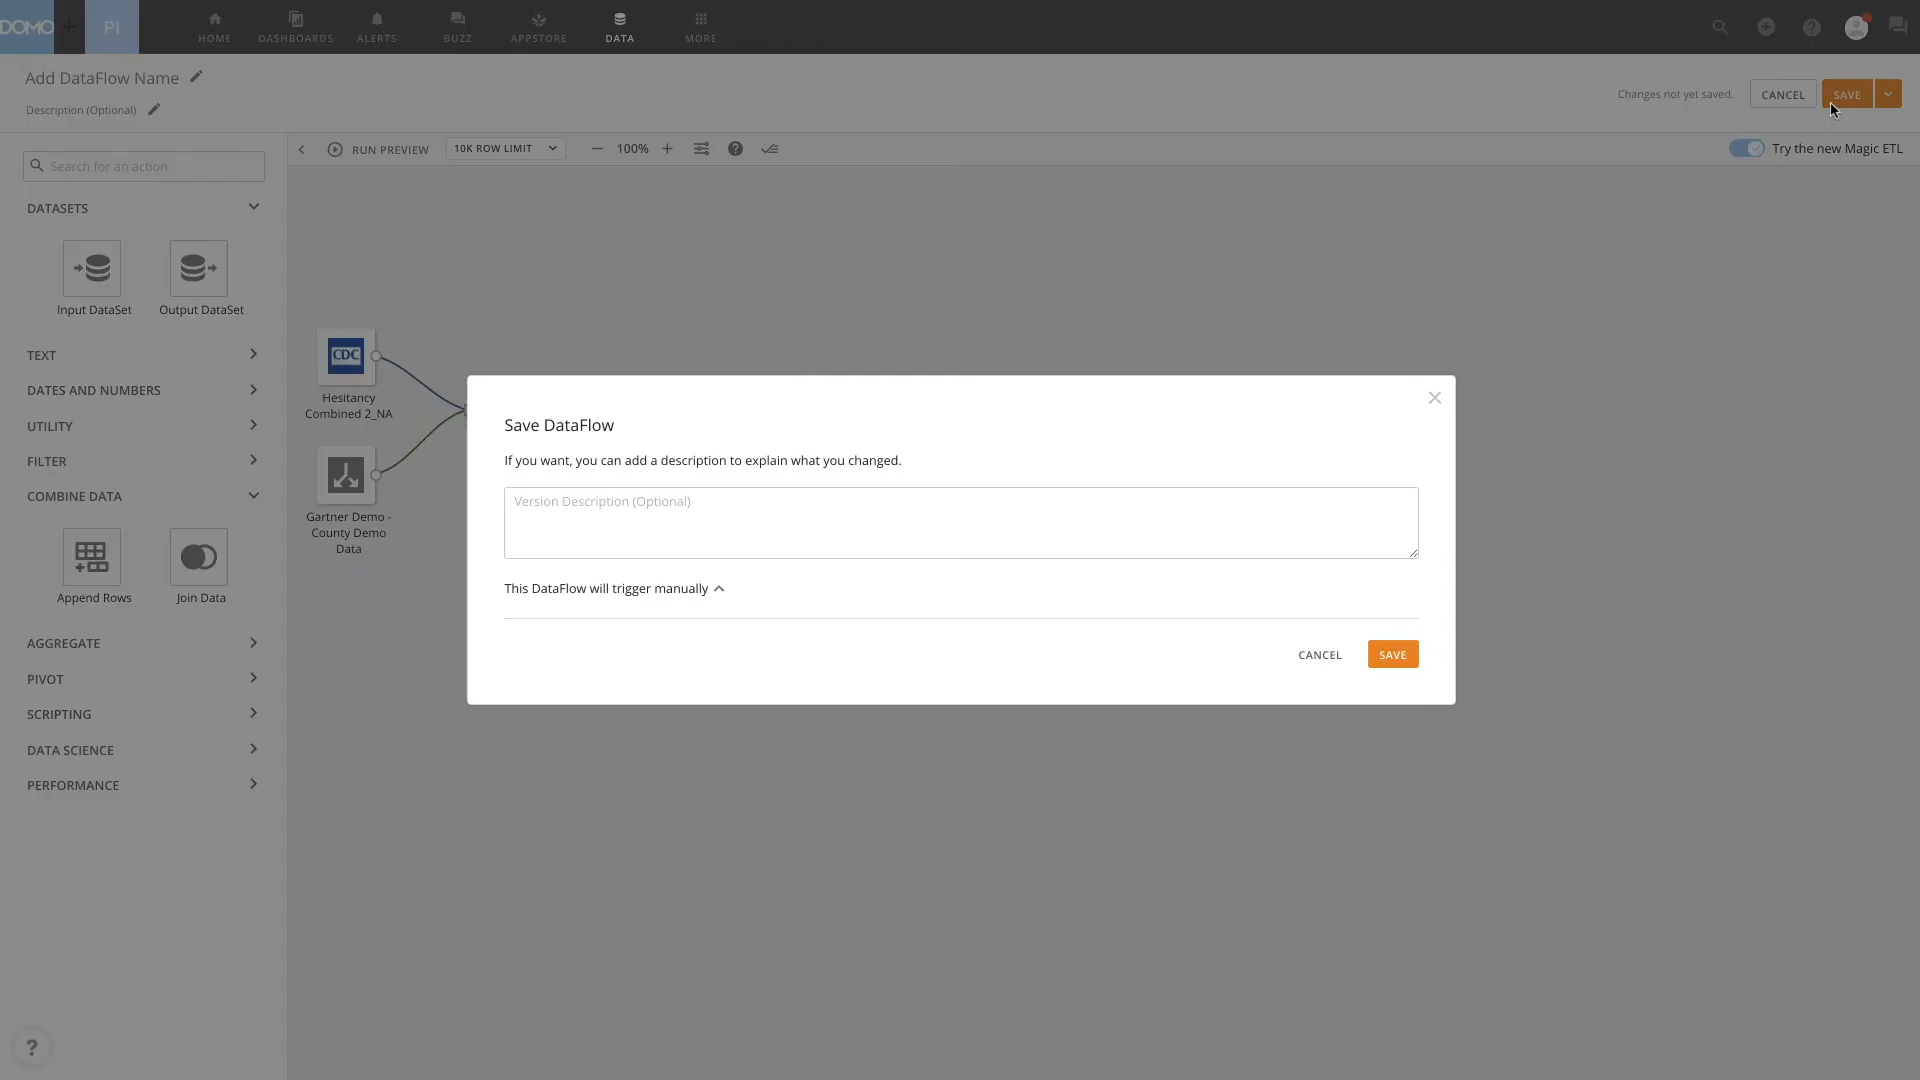 DOMO
PI
HOME
DASHBOARDS
ALERTS
BUZZ
APPSTORE
DATA
MORE
Add DataFlow Name
Description (Optional)
Changes not yet saved.
CANCEL
SAVE
Search for an action
RUN PREVIEW
10K ROW LIMIT
100%
Try the new Magic ETL
DATASETS
Input DataSet
Output DataSet
TEXT
DATES AND NUMBERS
UTILITY
FILTER
COMBINE DATA
Append Rows
Join Data
AGGREGATE
PIVOT
SCRIPTING
DATA SCIENCE
PERFORMANCE
CDC
Hesitancy
Combined 2_NA
Gartner Demo -
County Demo
Data
Save DataFlow
If you want, you can add a description to explain what you changed.
Version Description (Optional)
This DataFlow will trigger manually
CANCEL
SAVE